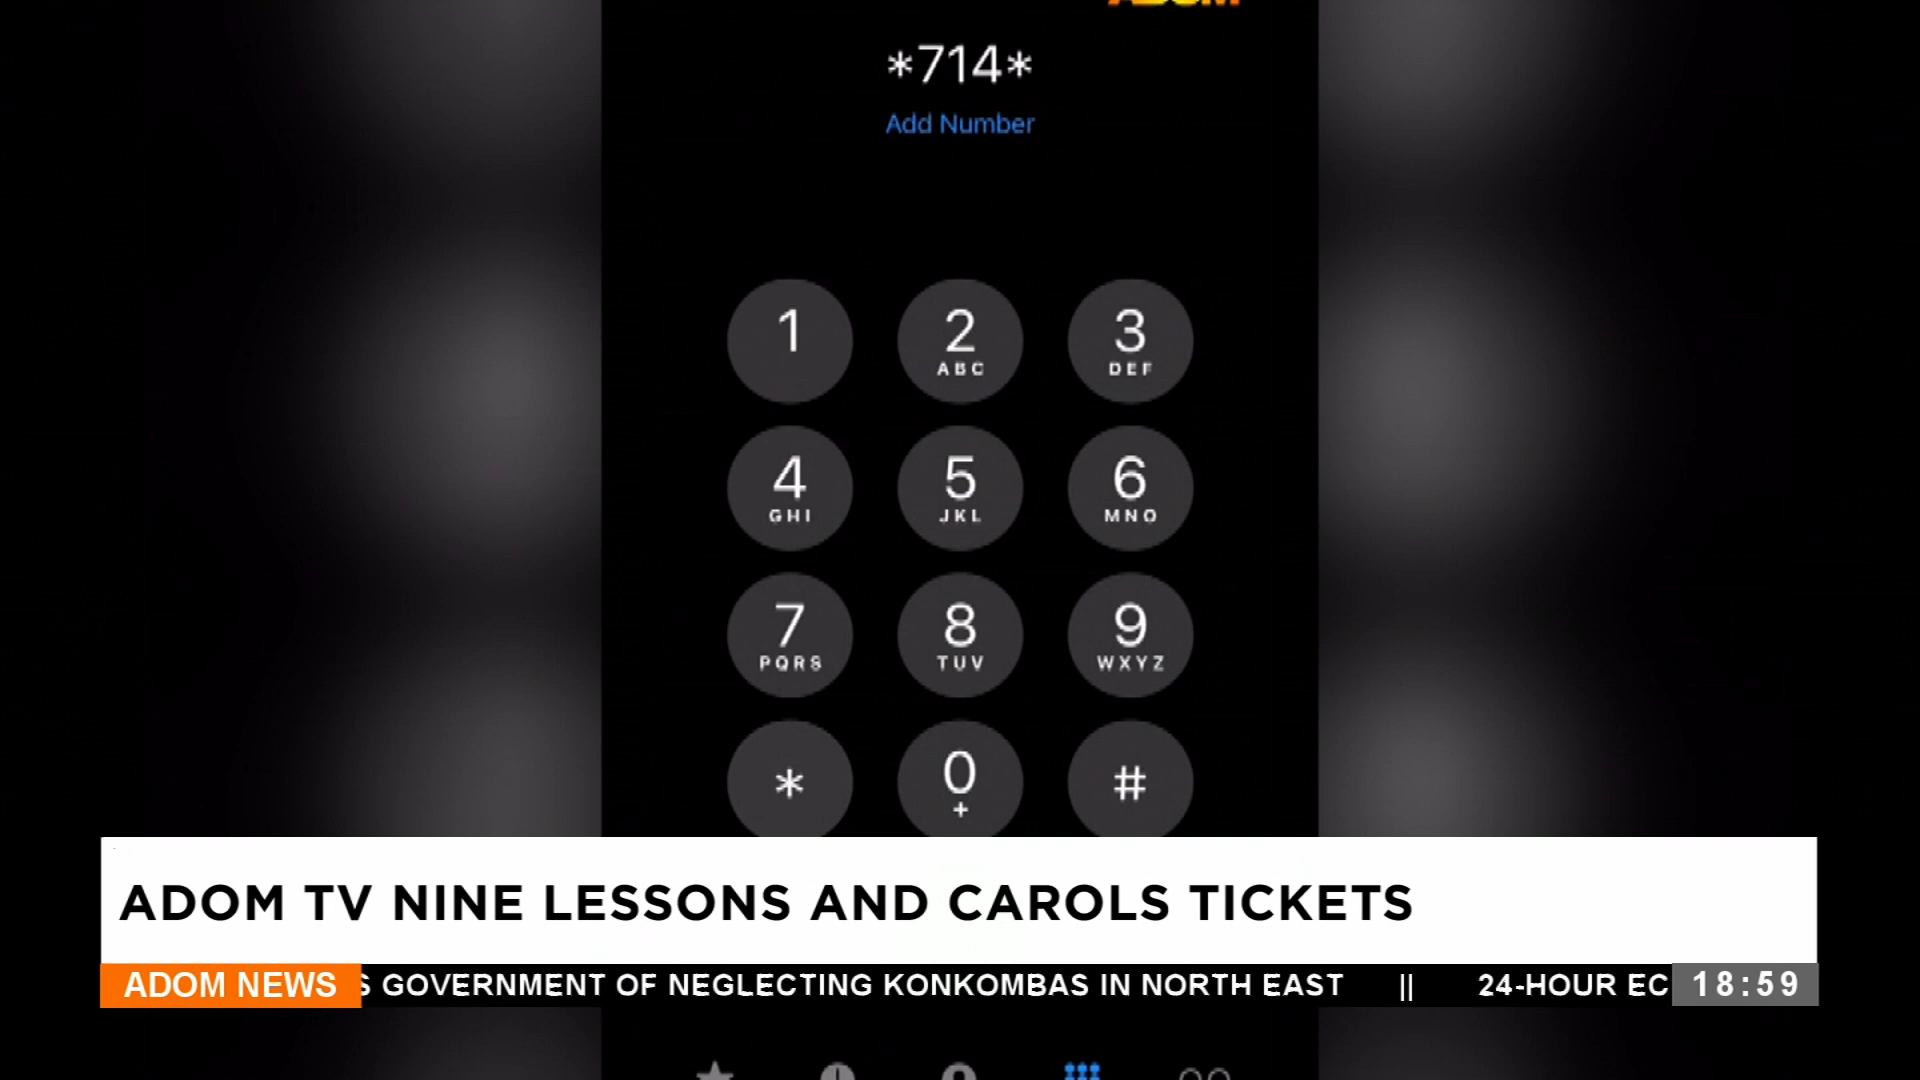 ADOM
*714*
Add Number
1
2
ABC
3
DEF
4
GHI
5
JKL
6
MNO
7
PQRS
8
TUV
9
WXYZ
*
0
+
#
ADOM TV NINE LESSONS AND CAROLS TICKETS
ADOM NEWS
S GOVERNMENT OF NEGLECTING KONKOMBAS IN NORTH EAST || 24-HOUR EC
18:59